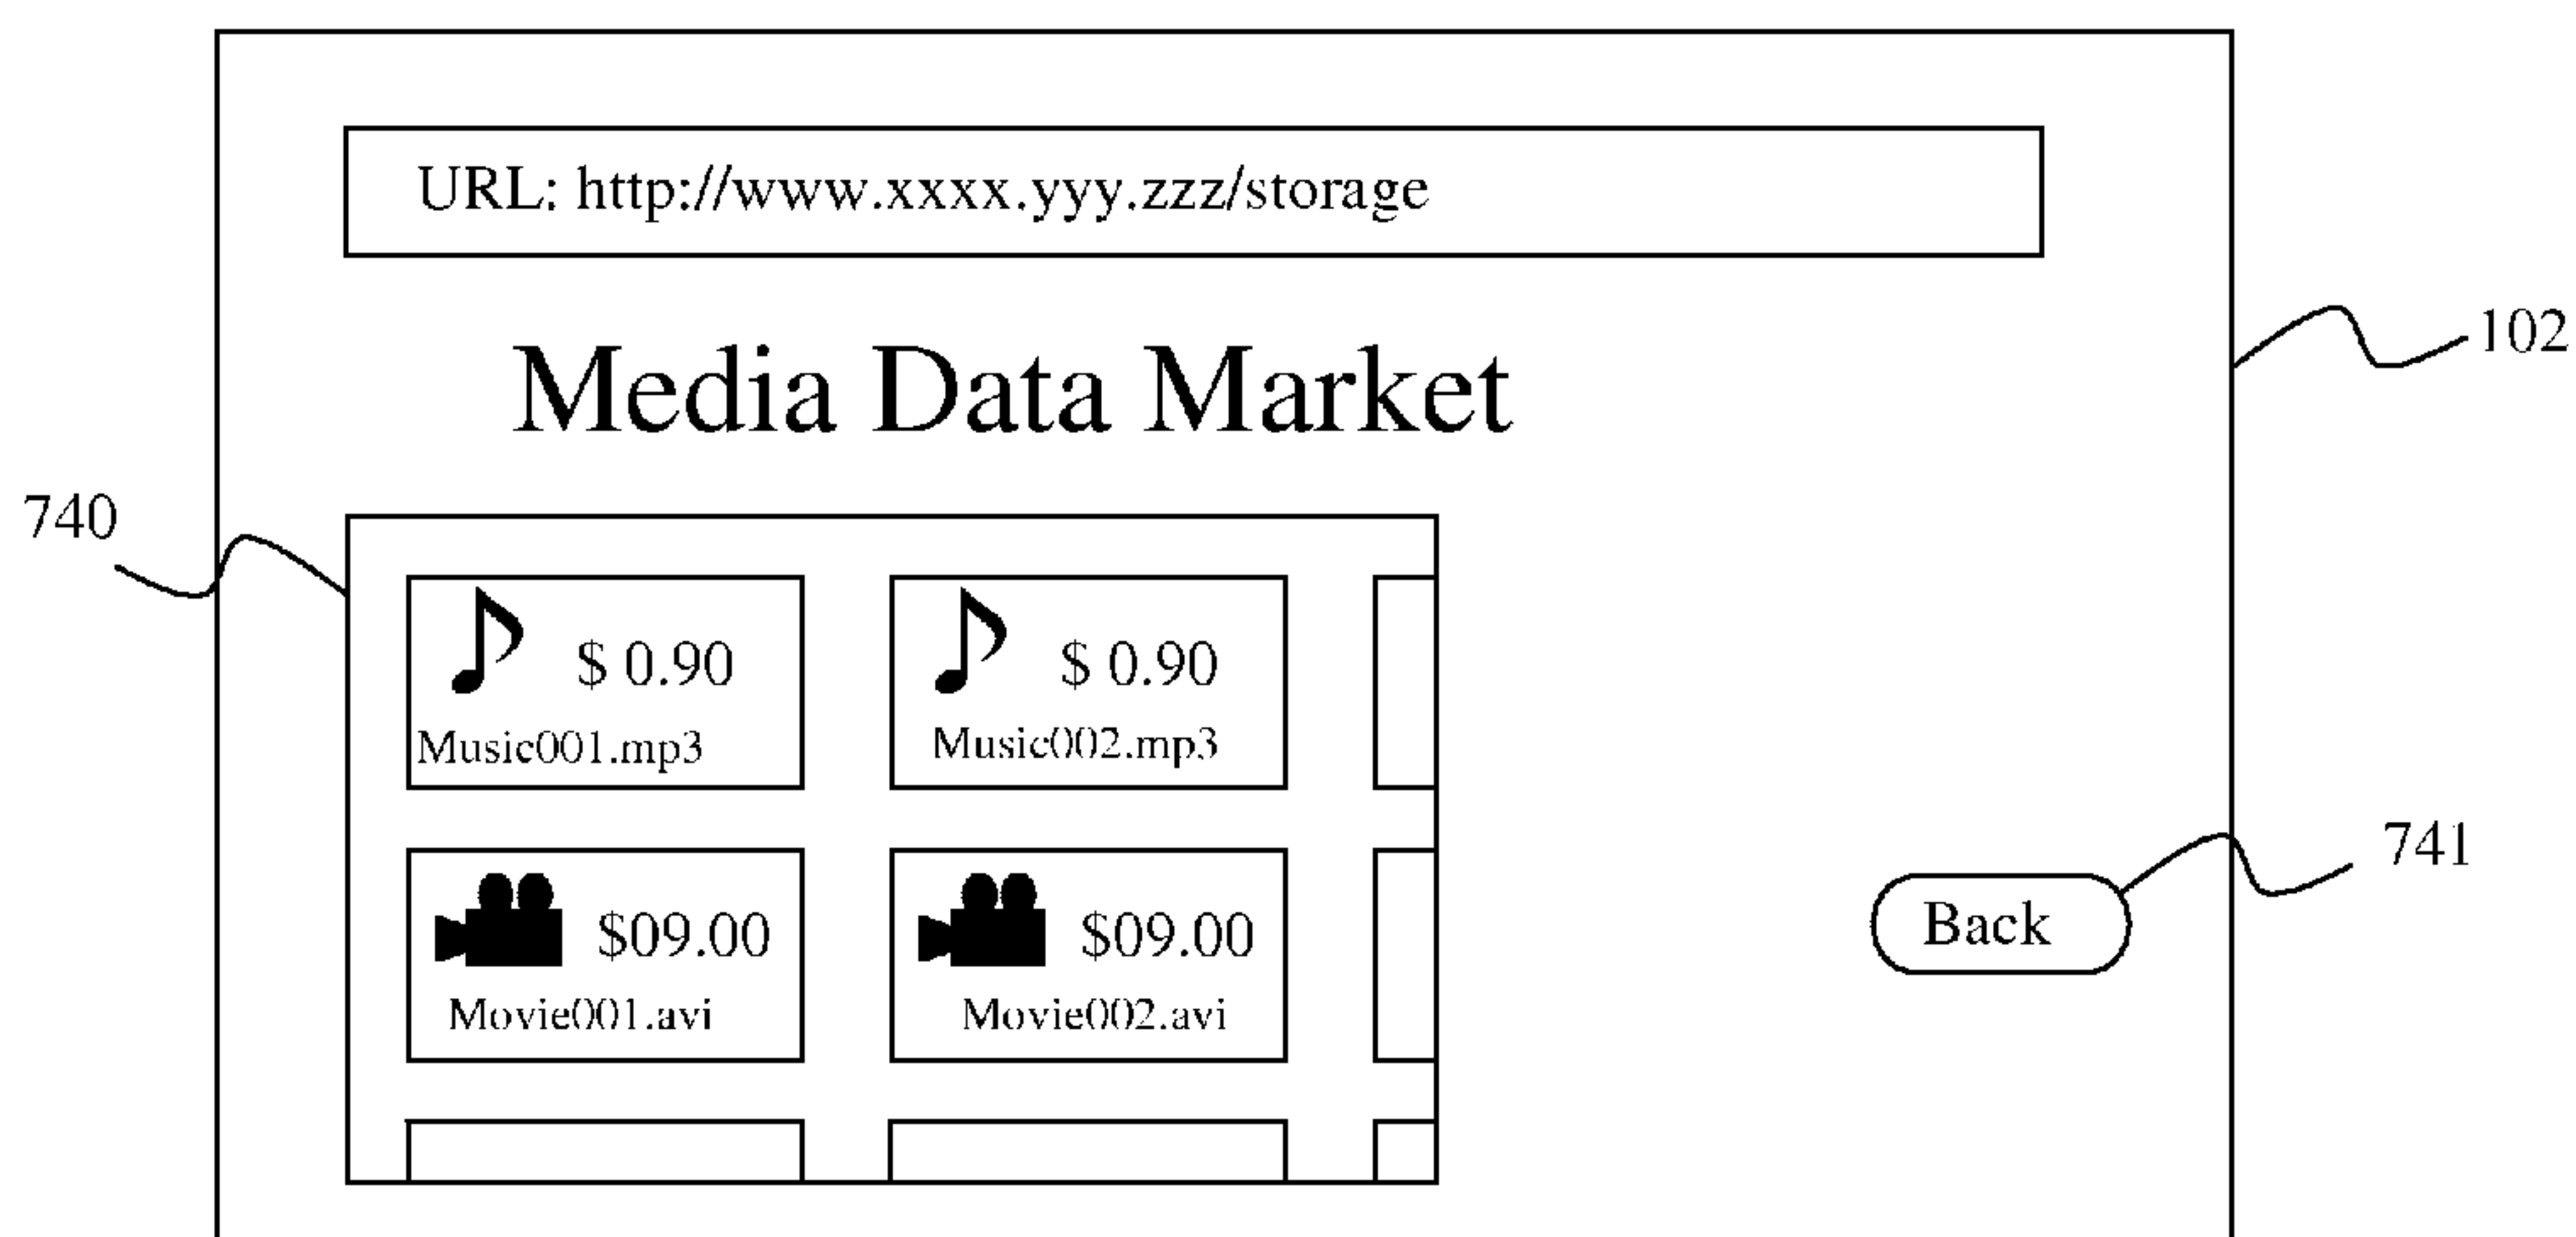 URL: http://www.xxxx.yyy.zzz/storage
102
Media Data Market
740
$ 0.90
Music001.mp3
$ 0.90
Music002.mp3
741
$09.00
Movie001.avi
$09.00
Movie002.avi
Back